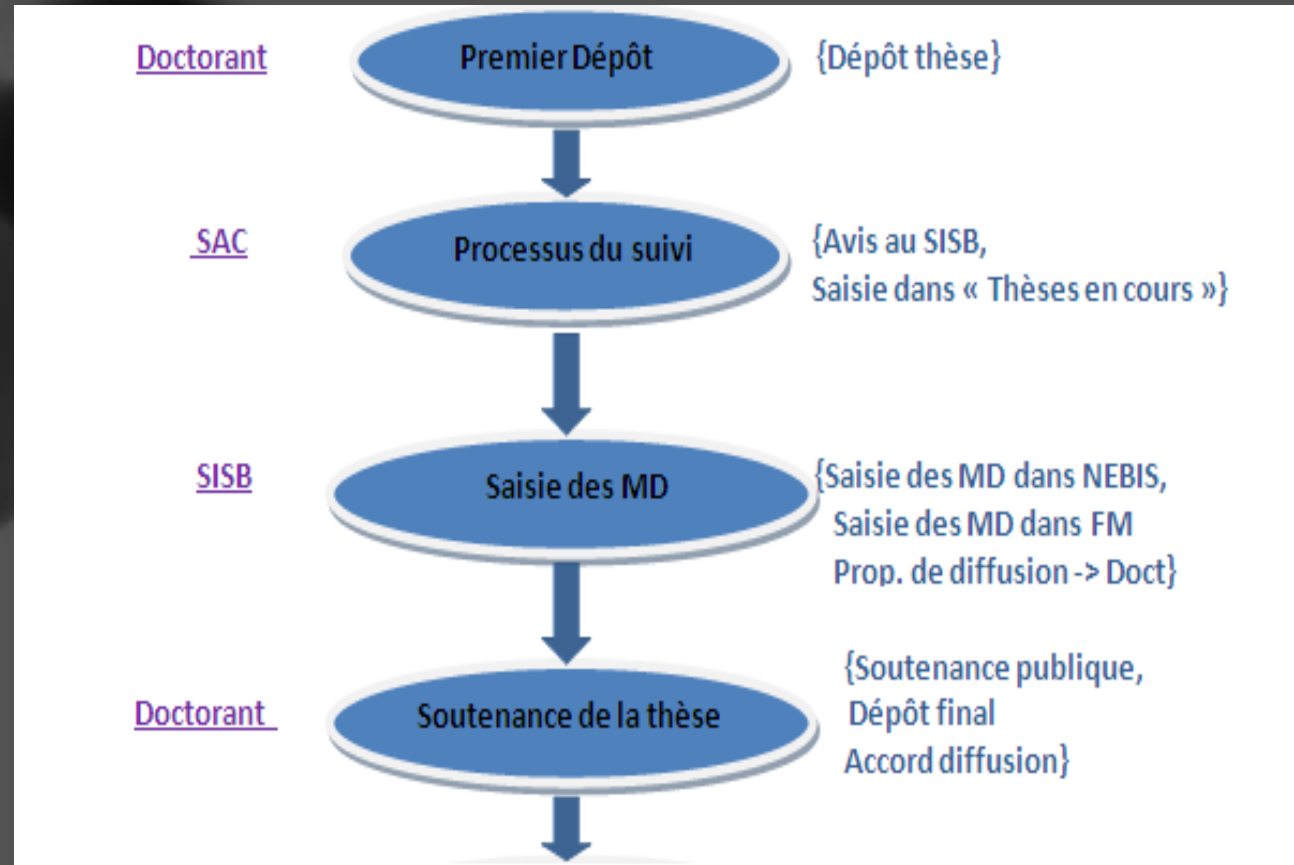 Doctorant Premier Dépôt {Dépôt thèse}
SAC Processus du suivi {Avis au SISB,
Saisie dans « Thèses en cours »}
SISB Saisie des MD {Saisie des MD dans NEBIS,
Saisie des MD dans FM
Prop. de diffusion -> Doct}
Doctorant Soutenance de la thèse {Soutenance publique,
Dépôt final
Accord diffusion}